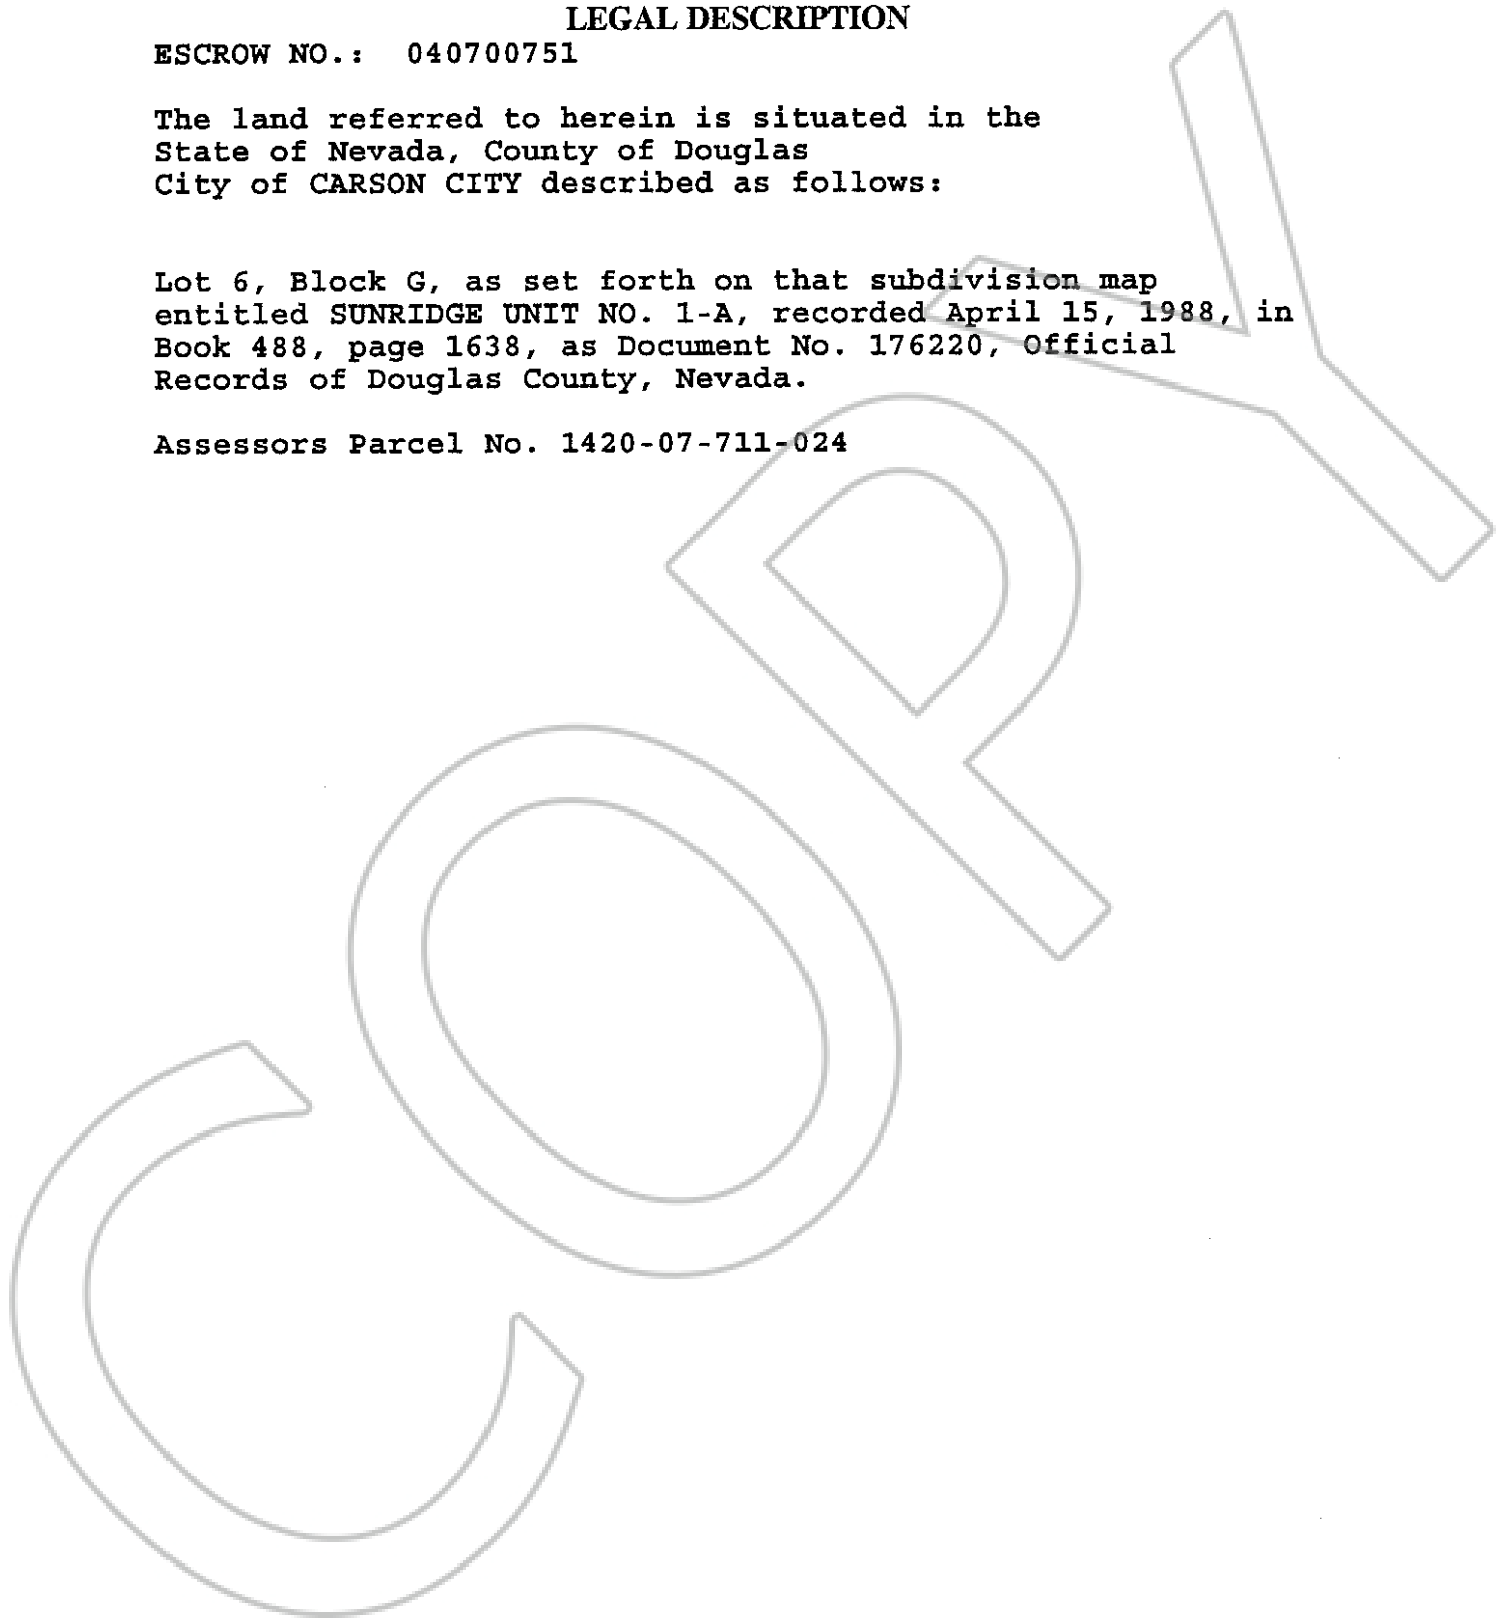 LEGAL DESCRIPTION
ESCROW NO.: 040700751
The land referred to herein is situated in the
State of Nevada, County of Douglas
City of CARSON CITY described as follows:
Lot 6, Block G, as set forth on that subdivision map
entitled SUNRIDGE UNIT NO. 1-A, recorded April 15, 1988, in
Book 488, page 1638, as Document No. 176220, Official
Records of Douglas County, Nevada.
Assessors Parcel No. 1420-07-711-024
COPY